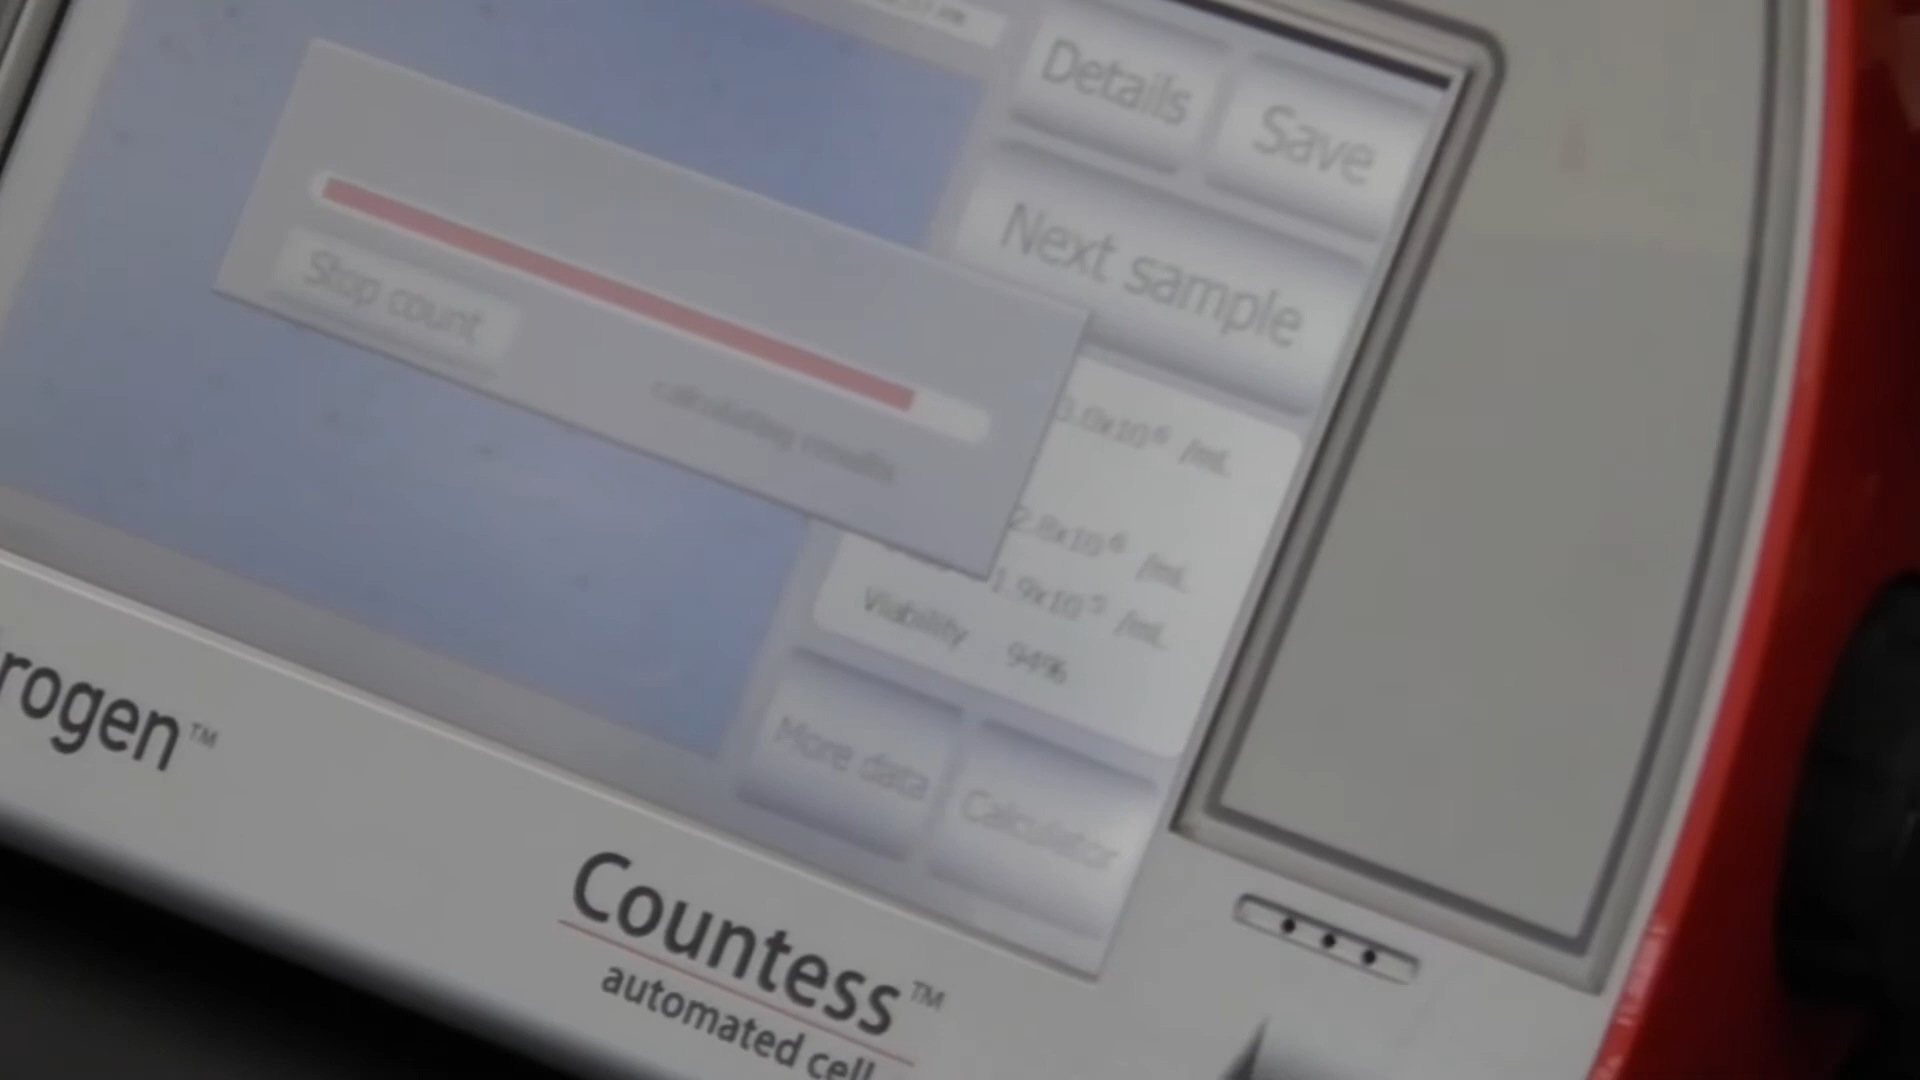 Details
Save
Next sample
Stop count
calculating results
3.0x10⁶ /mL
2.8x10⁶ /mL
1.9x10⁵ /mL
Viability 94%
More data
Calculator
rogen™
Countess™
automated cell